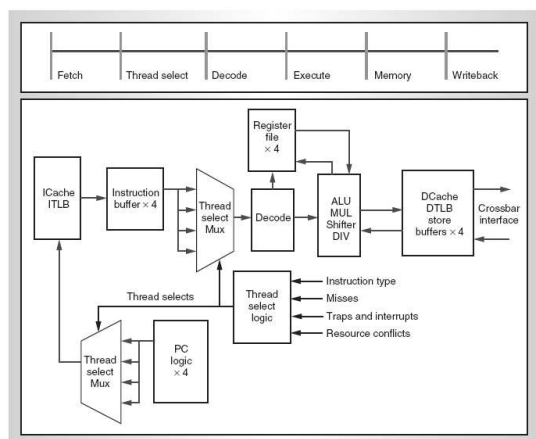 Fetch
Thread select
Decode
Execute
Memory
Writeback
Register
file
× 4
ICache
ITLB
Instruction
buffer × 4
Thread
select
Mux
Decode
ALU
MUL
Shifter
DIV
DCache
DTLB
store
buffers × 4
Crossbar
interface
Thread selects
Thread
select
logic
Instruction type
Misses
Traps and interrupts
Resource conflicts
Thread
select
Mux
PC
logic
× 4